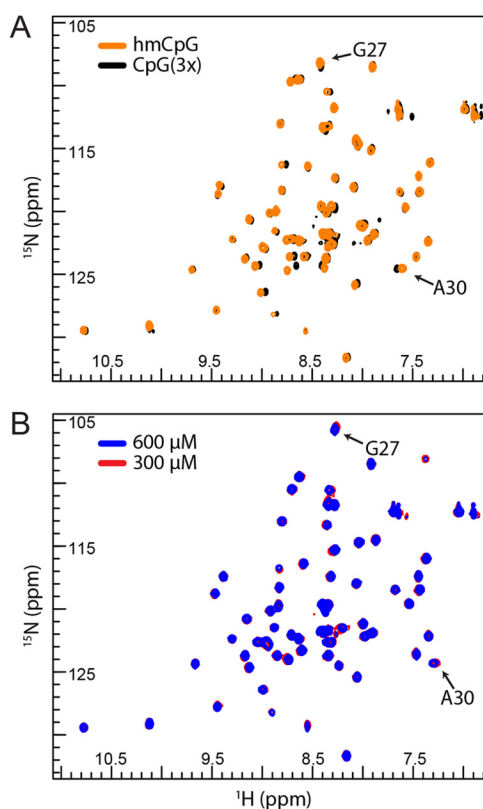 A
105
hmCpG
CpG(3x)
G27
115
15N (ppm)
125
A30
10.5
9.5
8.5
7.5
B
105
600 µM
300 µM
G27
115
15N (ppm)
125
A30
10.5
9.5
8.5
7.5
1H (ppm)